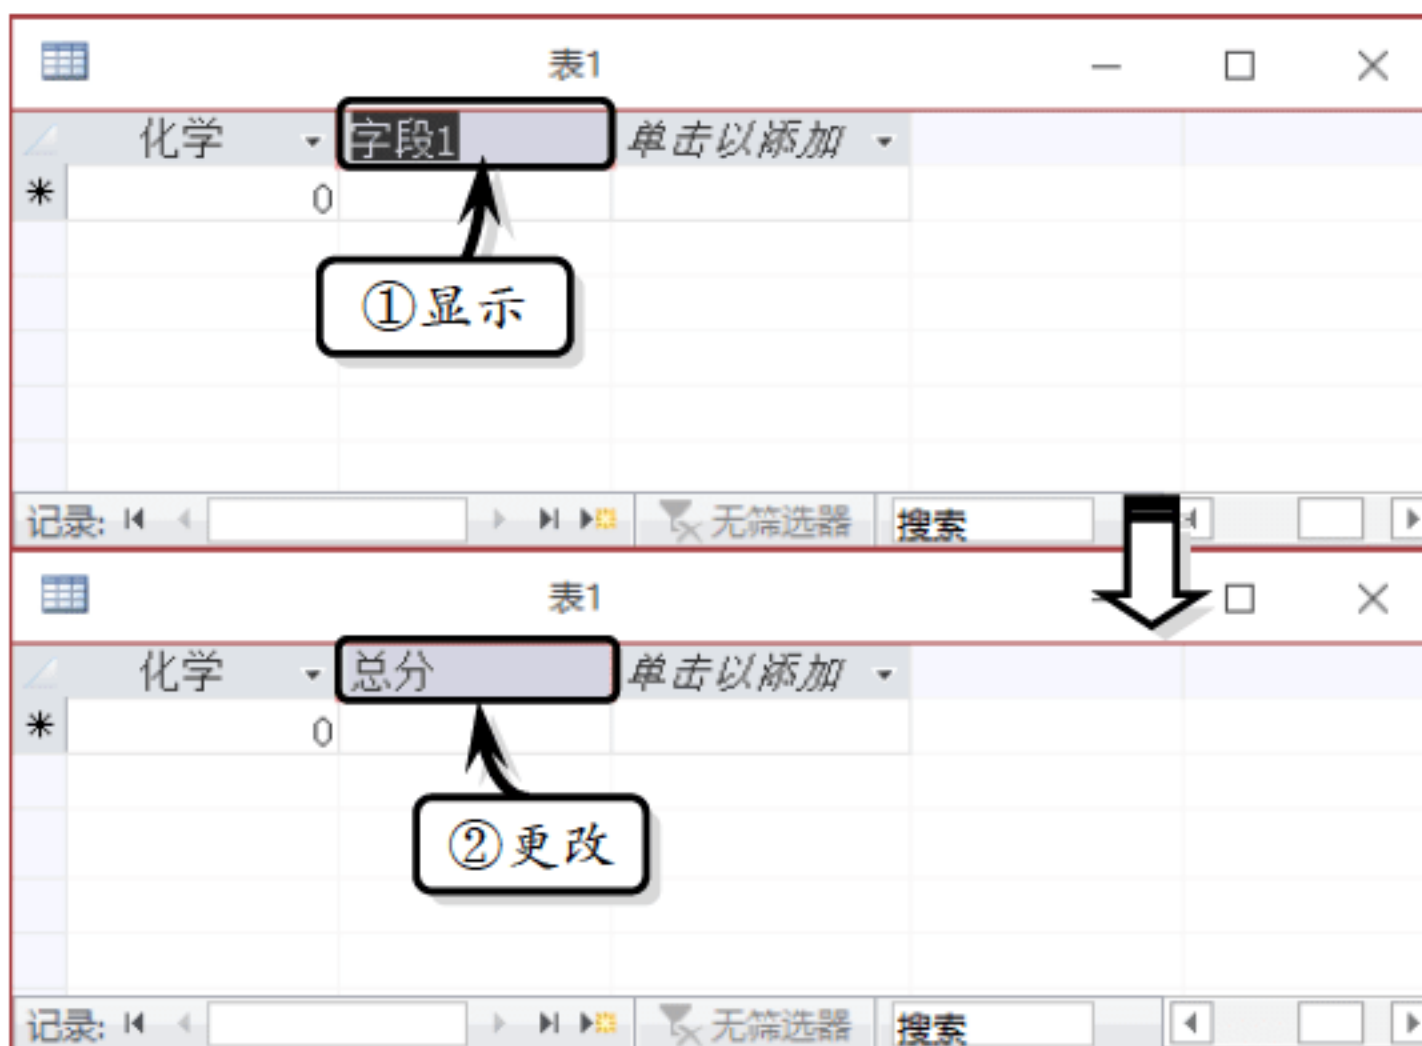 表1
化学 字段1 单击以添加
* 0
①显示
记录: 无筛选器 搜索
表1
化学 总分 单击以添加
* 0
②更改
记录: 无筛选器 搜索